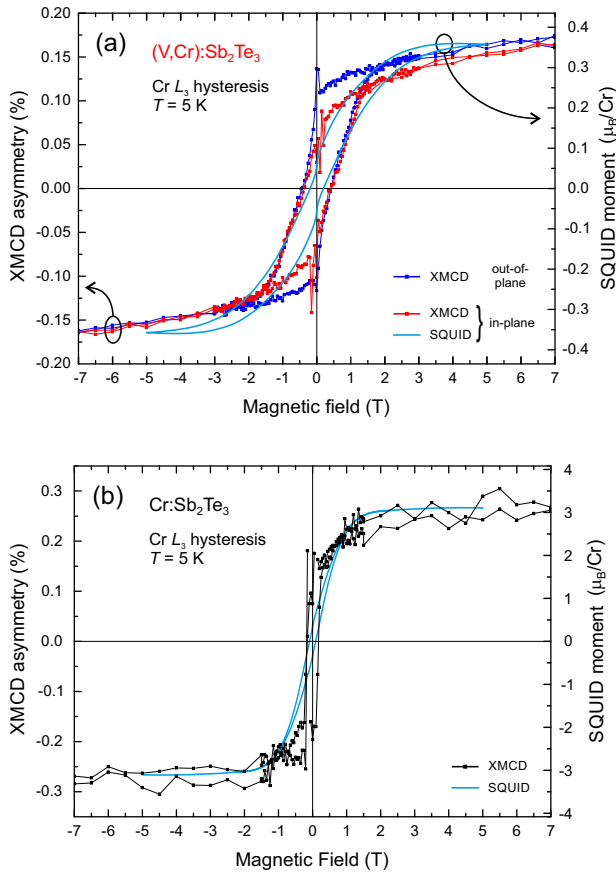 (a)
(V,Cr):Sb₂Te₃
Cr L₃ hysteresis
T = 5 K
XMCD asymmetry (%)
0.20
0.15
0.10
0.05
0.00
-0.05
-0.10
-0.15
-0.20
SQUID moment (μB/Cr)
0.4
0.3
0.2
0.1
0.0
-0.1
-0.2
-0.3
-0.4
XMCD out-of-plane
XMCD
SQUID
} in-plane
-7 -6 -5 -4 -3 -2 -1 0 1 2 3 4 5 6 7
Magnetic field (T)
(b)
Cr:Sb₂Te₃
Cr L₃ hysteresis
T = 5 K
XMCD asymmetry (%)
0.3
0.2
0.1
0.0
-0.1
-0.2
-0.3
SQUID moment (μB/Cr)
4
3
2
1
0
-1
-2
-3
-4
XMCD
SQUID
-7 -6 -5 -4 -3 -2 -1 0 1 2 3 4 5 6 7
Magnetic Field (T)